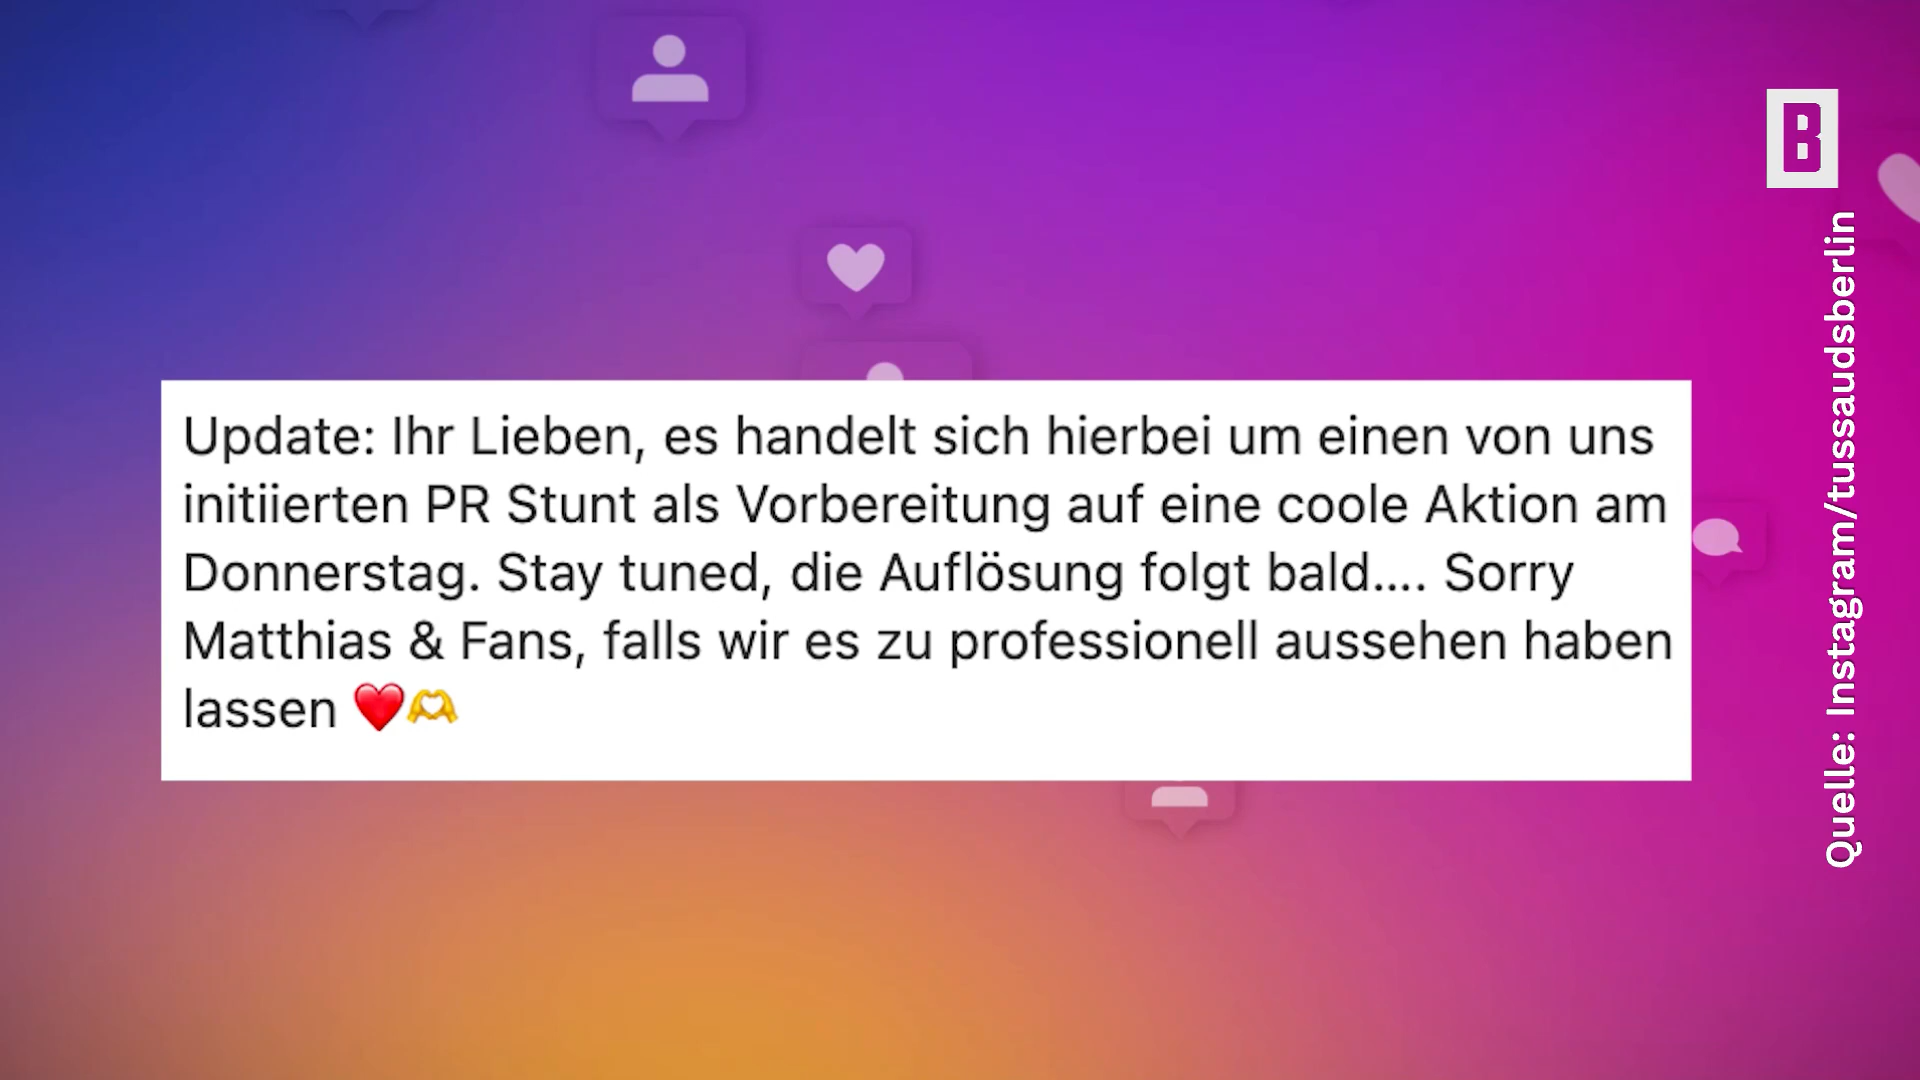 B
Update: Ihr Lieben, es handelt sich hierbei um einen von uns
initiierten PR Stunt als Vorbereitung auf eine coole Aktion am
Donnerstag. Stay tuned, die Auflösung folgt bald.... Sorry
Matthias & Fans, falls wir es zu professionell aussehen haben
lassen ❤️🫶
Quelle: Instagram/tussaudsberlin